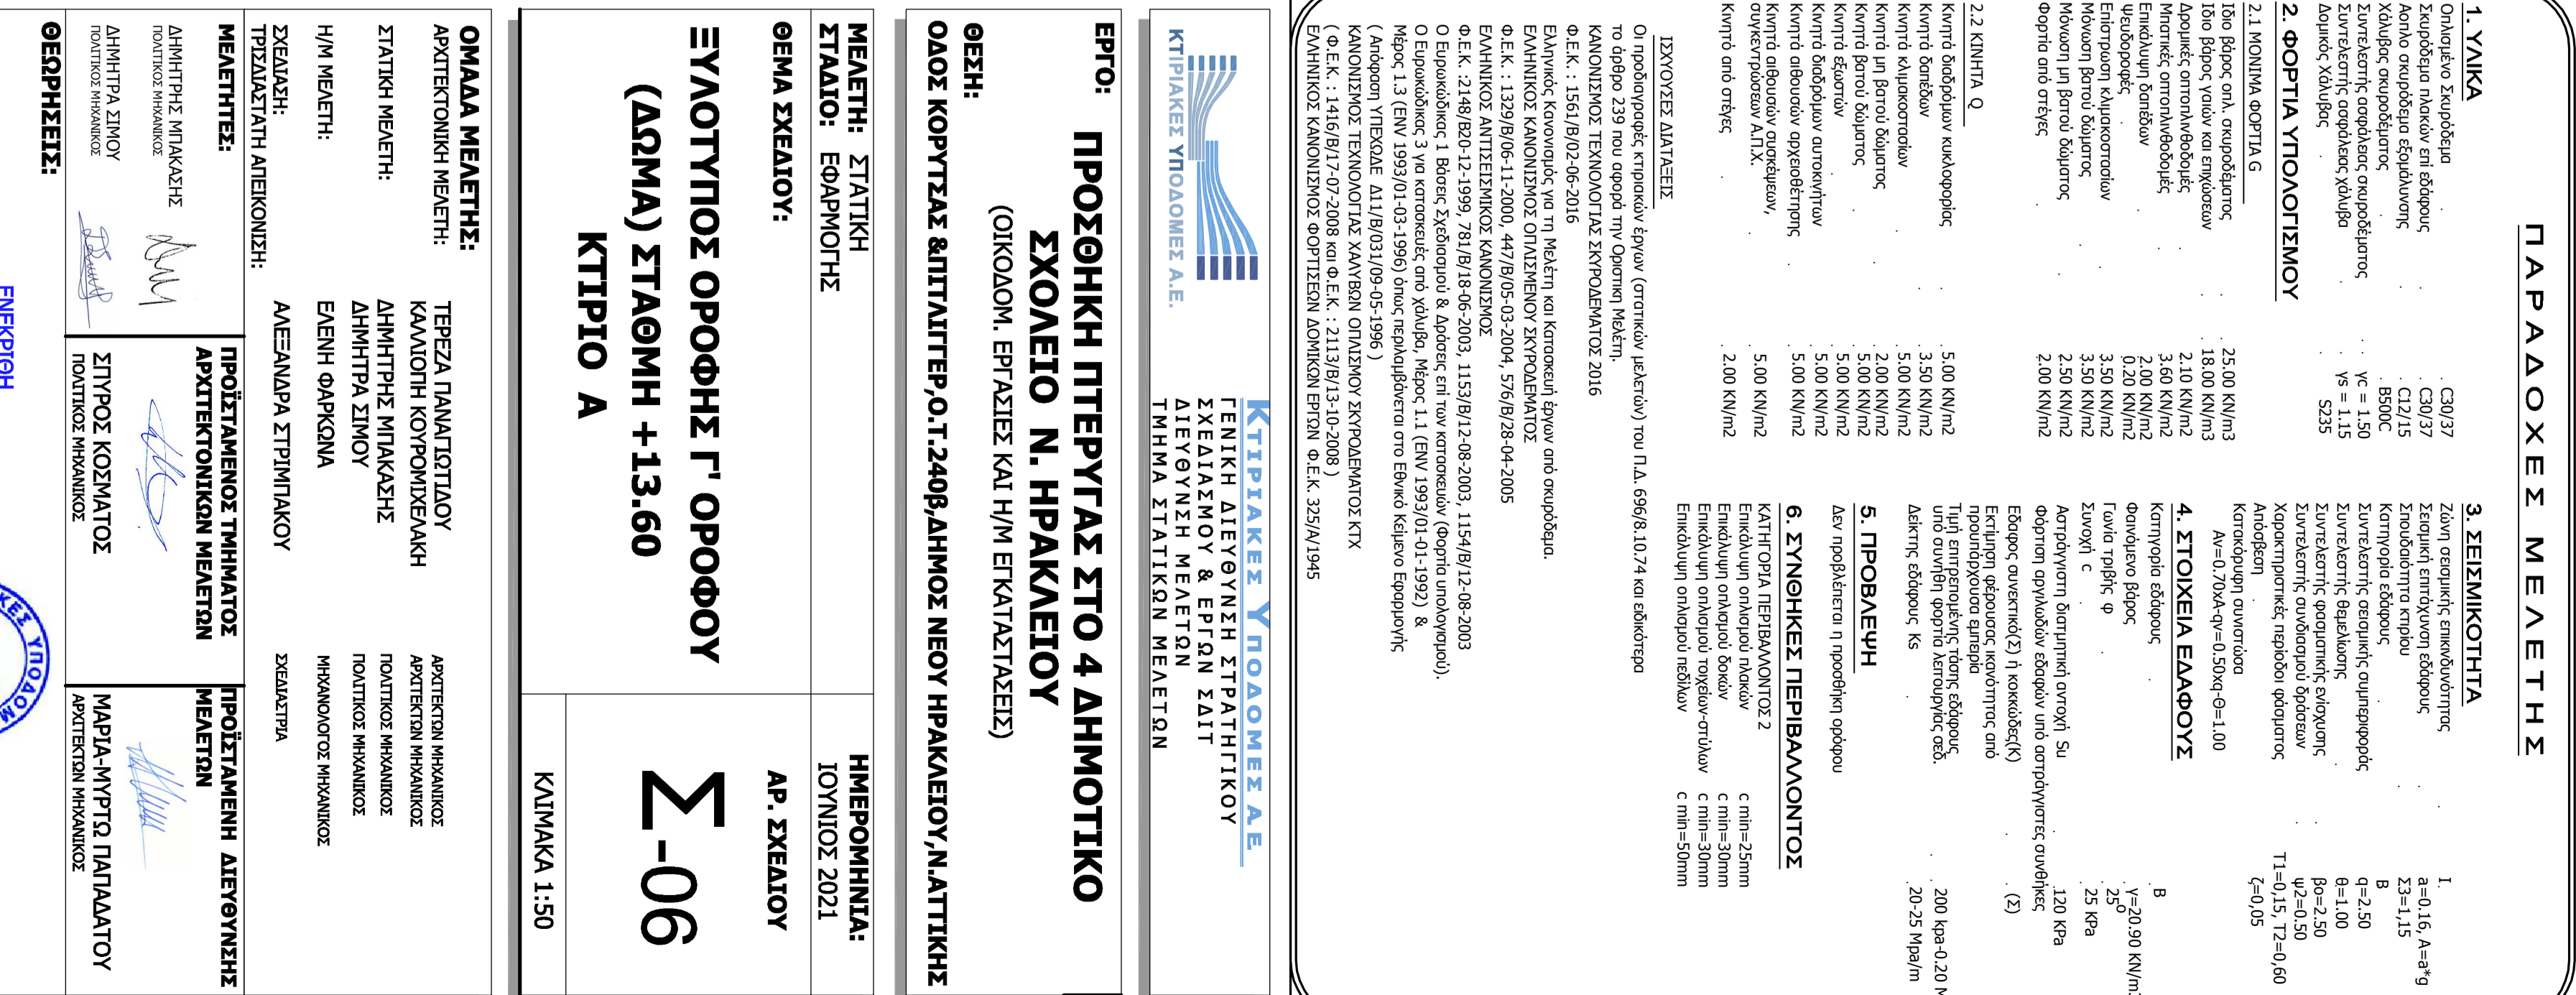 ΠΑΡΑΔΟΧΕΣ ΜΕΛΕΤΗΣ
1. ΥΛΙΚΑ
Οπλισμένο Σκυρόδεμα . C30/37
Σκυρόδεμα πλακών επί εδάφους . C30/37
Αοπλο σκυρόδεμα εξομάλυνσης . C12/15
Χάλυβας σκυροδέματος . B500C
Συντελεστής ασφάλειας σκυροδέματος . . γc = 1.50
Συντελεστής ασφάλειας χάλυβα . γs = 1.15
Δομικός Χάλυβας . S235
2. ΦΟΡΤΙΑ ΥΠΟΛΟΓΙΣΜΟΥ
2.1 ΜΟΝΙΜΑ ΦΟΡΤΙΑ G
Ιδιο βάρος οπλ. σκυροδέματος . 25.00 KN/m3
Ιδιο βάρος γαιών και επιχώσεων . 18.00 KN/m3
Δρομικές οπτοπλινθοδομές . 2.10 KN/m2
Μπατικές οπτοπλινθοδομές . 3.60 KN/m2
Επικάλυψη δαπέδων . 2.00 KN/m2
Ψευδοροφές . 0.20 KN/m2
Επίστρωση κλιμακοστασίων . 3.50 KN/m2
Μόνωση βατού δώματος . 3.50 KN/m2
Μόνωση μη βατού δώματος . 2.50 KN/m2
Φορτία από στέγες . 2.00 KN/m2
2.2 ΚΙΝΗΤΑ Q
Κινητά διαδρόμων κυκλοφορίας . 5.00 KN/m2
Κινητά δαπέδων . 3.50 KN/m2
Κινητά κλιμακοστασίων . 5.00 KN/m2
Κινητά μη βατού δώματος . 2.00 KN/m2
Κινητά βατού δώματος . 5.00 KN/m2
Κινητά εξωστών . 5.00 KN/m2
Κινητά διαδρόμων αυτοκινήτων . 5.00 KN/m2
Κινητά αιθουσών αρχειοθέτησης . 5.00 KN/m2
Κινητά αιθουσών συσκέψεων,
συγκεντρώσεων Α.Π.Χ. . 5.00 KN/m2
Κινητό από στέγες . 2.00 KN/m2
ΙΣΧΥΟΥΣΕΣ ΔΙΑΤΑΞΕΙΣ
Οι προδιαγραφές κτιριακών έργων (στατικών μελετών) του Π.Δ. 696/8.10.74 και ειδικότερα
το άρθρο 239 που αφορά την Οριστικη Μελέτη.
ΚΑΝΟΝΙΣΜΟΣ ΤΕΧΝΟΛΟΓΙΑΣ ΣΚΥΡΟΔΕΜΑΤΟΣ 2016
Φ.Ε.Κ. : 1561/Β/02-06-2016
Ελληνικός Κανονισμός για τη Μελέτη και Κατασκευή έργων από σκυρόδεμα.
ΕΛΛΗΝΙΚΟΣ ΚΑΝΟΝΙΣΜΟΣ ΟΠΛΙΣΜΕΝΟΥ ΣΚΥΡΟΔΕΜΑΤΟΣ
Φ.Ε.Κ. : 1329/Β/06-11-2000, 447/Β/05-03-2004, 576/Β/28-04-2005
ΕΛΛΗΝΙΚΟΣ ΑΝΤΙΣΕΙΣΜΙΚΟΣ ΚΑΝΟΝΙΣΜΟΣ
Φ.Ε.Κ. :2148/Β20-12-1999, 781/Β/18-06-2003, 1153/Β/12-08-2003, 1154/Β/12-08-2003
Ο Ευρωκώδικας 1 Βάσεις Σχεδιασμού & Δράσεις επί των κατασκευών (Φορτία υπολογισμού).
Ο Ευρωκώδικας 3 για κατασκευές από χάλυβα, Μέρος 1.1 (ENV 1993/01-01-1992) &
Μέρος 1.3 (ENV 1993/01-03-1996) όπως περιλαμβάνεται στο Εθνικό Κείμενο Εφαρμογής
( Απόφαση ΥΠΕΧΩΔΕ Δ11/Β/031/09-05-1996 )
ΚΑΝΟΝΙΣΜΟΣ ΤΕΧΝΟΛΟΓΙΑΣ ΧΑΛΥΒΩΝ ΟΠΛΙΣΜΟΥ ΣΚΥΡΟΔΕΜΑΤΟΣ ΚΤΧ
( Φ.Ε.Κ. : 1416/Β/17-07-2008 και Φ.Ε.Κ. : 2113/Β/13-10-2008 )
ΕΛΛΗΝΙΚΟΣ ΚΑΝΟΝΙΣΜΟΣ ΦΟΡΤΙΣΕΩΝ ΔΟΜΙΚΩΝ ΕΡΓΩΝ Φ.Ε.Κ. 325/Α/1945
3. ΣΕΙΣΜΙΚΟΤΗΤΑ
Ζώνη σεισμικής επικινδυνότητας . Ι.
Σεισμική επιτάχυνση εδάφους . a=0.16, A=a*g
Σπουδαιότητα κτιρίου . Σ3=1,15
Κατηγορία εδάφους . Β
Συντελεστής σεισμικής συμπεριφοράς q=2.50
Συντελεστής θεμελίωσης . θ=1.00
Συντελεστής φασματικής ενίσχυσης . βο=2.50
Συντελεστής συνδιασμού δράσεων . ψ2=0.50
Χαρακτηριστικές περίοδοι φάσματος T1=0,15, T2=0,60
Απόσβεση . ζ=0,05
Κατακόρυφη συνιστώσα
Av=0.70xA-qv=0.50xq-Θ=1.00
4. ΣΤΟΙΧΕΙΑ ΕΔΑΦΟΥΣ
Κατηγορία εδάφους . Β
Φαινόμενο βάρος . γ=20.90 KN/m
Γωνία τριβής φ . 25°
Συνοχή c . 25 KPa
Αστράγγιστη διατμητική αντοχή Su . 120 KPa
Φόρτιση αργιλωδών εδαφών υπό αστράγγιστες συνθήκες
Εδαφος συνεκτικό(Σ) ή κοκκώδες(Κ) . (Σ)
Εκτίμηση φέρουσας ικανότητας από
προυπάρχουσα εμπειρία
Τιμή επιτρεπομένης τάσης εδάφους
υπό συνήθη φορτία λειτουργίας σεδ. . 200 kpa-0.20
Δείκτης εδάφους Ks . 20-25 Mpa/m
5. ΠΡΟΒΛΕΨΗ
Δεν προβλέπεται η προσθήκη ορόφου
6. ΣΥΝΘΗΚΕΣ ΠΕΡΙΒΑΛΛΟΝΤΟΣ
ΚΑΤΗΓΟΡΙΑ ΠΕΡΙΒΑΛΛΟΝΤΟΣ 2
Επικάλυψη οπλισμού πλακών c min=25mm
Επικάλυψη οπλισμού δοκών c min=30mm
Επικάλυψη οπλισμού τοιχείων-στύλων c min=30mm
Επικάλυψη οπλισμού πεδίλων c min=50mm
ΚΤΙΡΙΑΚΕΣ ΥΠΟΔΟΜΕΣ Α.Ε.
ΚΤΙΡΙΑΚΕΣ ΥΠΟΔΟΜΕΣ ΑΕ
ΓΕΝΙΚΗ ΔΙΕΥΘΥΝΣΗ ΣΤΡΑΤΗΓΙΚΟΥ
ΣΧΕΔΙΑΣΜΟΥ & ΕΡΓΩΝ ΣΔΙΤ
ΔΙΕΥΘΥΝΣΗ ΜΕΛΕΤΩΝ
ΤΜΗΜΑ ΣΤΑΤΙΚΩΝ ΜΕΛΕΤΩΝ
ΕΡΓΟ: ΠΡΟΣΘΗΚΗ ΠΤΕΡΥΓΑΣ ΣΤΟ 4 ΔΗΜΟΤΙΚΟ
ΣΧΟΛΕΙΟ Ν. ΗΡΑΚΛΕΙΟΥ
(ΟΙΚΟΔΟΜ. ΕΡΓΑΣΙΕΣ ΚΑΙ Η/Μ ΕΓΚΑΤΑΣΤΑΣΕΙΣ)
ΘΕΣΗ:
ΟΔΟΣ ΚΟΡΥΤΣΑΣ &ΠΙΤΛΙΓΓΕΡ,Ο.Τ.240β,ΔΗΜΟΣ ΝΕΟΥ ΗΡΑΚΛΕΙΟΥ,Ν.ΑΤΤΙΚΗΣ
ΜΕΛΕΤΗ: ΣΤΑΤΙΚΗ
ΣΤΑΔΙΟ: ΕΦΑΡΜΟΓΗΣ
ΗΜΕΡΟΜΗΝΙΑ:
ΙΟΥΝΙΟΣ 2021
ΘΕΜΑ ΣΧΕΔΙΟΥ:
ΞΥΛΟΤΥΠΟΣ ΟΡΟΦΗΣ Γ' ΟΡΟΦΟΥ
(ΔΩΜΑ) ΣΤΑΘΜΗ +13.60
ΚΤΙΡΙΟ Α
ΑΡ. ΣΧΕΔΙΟΥ
Σ-06
ΚΛΙΜΑΚΑ 1:50
ΟΜΑΔΑ ΜΕΛΕΤΗΣ:
ΑΡΧΙΤΕΚΤΟΝΙΚΗ ΜΕΛΕΤΗ: ΤΕΡΕΖΑ ΠΑΝΑΓΙΩΤΙΔΟΥ ΑΡΧΙΤΕΚΤΩΝ ΜΗΧΑΝΙΚΟΣ
ΚΑΛΛΙΟΠΗ ΚΟΥΡΟΜΙΧΕΛΑΚΗ ΑΡΧΙΤΕΚΤΩΝ ΜΗΧΑΝΙΚΟΣ
ΣΤΑΤΙΚΗ ΜΕΛΕΤΗ: ΔΗΜΗΤΡΗΣ ΜΠΑΚΑΣΗΣ ΠΟΛΙΤΙΚΟΣ ΜΗΧΑΝΙΚΟΣ
ΔΗΜΗΤΡΑ ΣΙΜΟΥ ΠΟΛΙΤΙΚΟΣ ΜΗΧΑΝΙΚΟΣ
Η/Μ ΜΕΛΕΤΗ: ΕΛΕΝΗ ΦΑΡΚΩΝΑ ΜΗΧΑΝΟΛΟΓΟΣ ΜΗΧΑΝΙΚΟΣ
ΣΧΕΔΙΑΣΗ: ΑΛΕΞΑΝΔΡΑ ΣΤΡΙΜΠΑΚΟΥ ΣΧΕΔΙΑΣΤΡΙΑ
ΤΡΙΣΔΙΑΣΤΑΤΗ ΑΠΕΙΚΟΝΙΣΗ:
ΜΕΛΕΤΗΤΕΣ:
ΔΗΜΗΤΡΗΣ ΜΠΑΚΑΣΗΣ
ΠΟΛΙΤΙΚΟΣ ΜΗΧΑΝΙΚΟΣ
ΔΗΜΗΤΡΑ ΣΙΜΟΥ
ΠΟΛΙΤΙΚΟΣ ΜΗΧΑΝΙΚΟΣ
ΠΡΟΪΣΤΑΜΕΝΟΣ ΤΜΗΜΑΤΟΣ
ΑΡΧΙΤΕΚΤΟΝΙΚΩΝ ΜΕΛΕΤΩΝ
ΣΠΥΡΟΣ ΚΟΣΜΑΤΟΣ
ΠΟΛΙΤΙΚΟΣ ΜΗΧΑΝΙΚΟΣ
ΠΡΟΪΣΤΑΜΕΝΗ ΔΙΕΥΘΥΝΣΗΣ
ΜΕΛΕΤΩΝ
ΜΑΡΙΑ-ΜΥΡΤΩ ΠΑΠΑΔΑΤΟΥ
ΑΡΧΙΤΕΚΤΩΝ ΜΗΧΑΝΙΚΟΣ
ΘΕΩΡΗΣΕΙΣ:
ΕΝΕΚΡΙΘΗ
ΚΕΣ ΥΠΟΔΟΜ